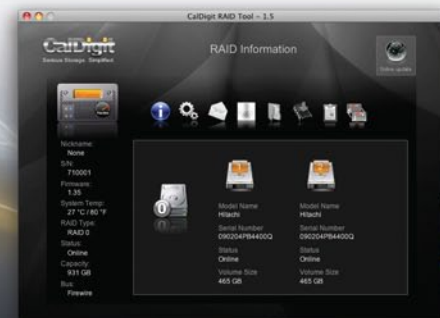 CalDigit RAID Tool - 1.5
CalDigit
Serious Storage. Simplified.
RAID Information
Online update
Nickname:
None
S/N:
710001
Firmware:
1.35
System Temp:
27 °C / 80 °F
RAID Type:
RAID 0
Status:
Online
Capacity:
931 GB
Bus:
Firewire
Model Name
Hitachi
Serial Number
090204PB4400Q
Status
Online
Volume Size
465 GB
Model Name
Hitachi
Serial Number
090204PB4400Q
Status
Online
Volume Size
465 GB